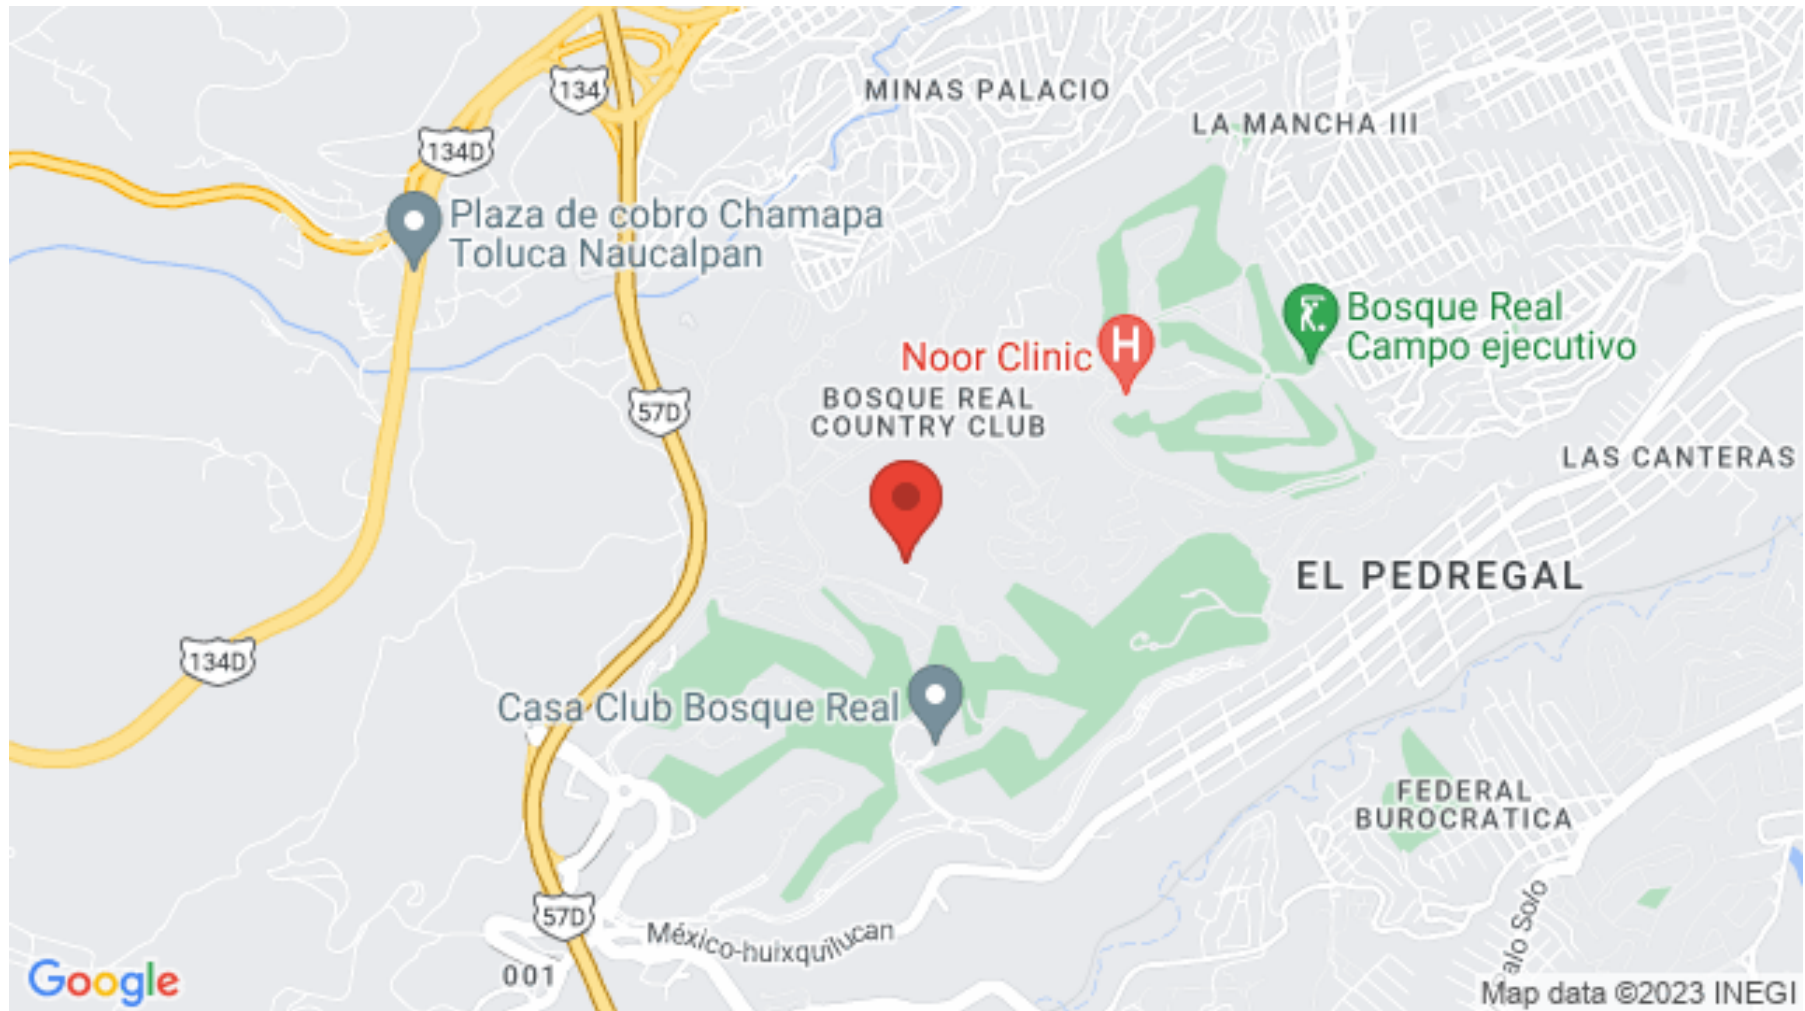 134
MINAS PALACIO
LA MANCHA III
134D
Plaza de cobro Chamapa
Toluca Naucalpan
Bosque Real
Campo ejecutivo
Noor Clinic
H
BOSQUE REAL
COUNTRY CLUB
57D
LAS CANTERAS
EL PEDREGAL
134D
Casa Club Bosque Real
FEDERAL
BUROCRATICA
57D
México-huixquilucan
alo Solo
001
Google
Map data ©2023 INEGI